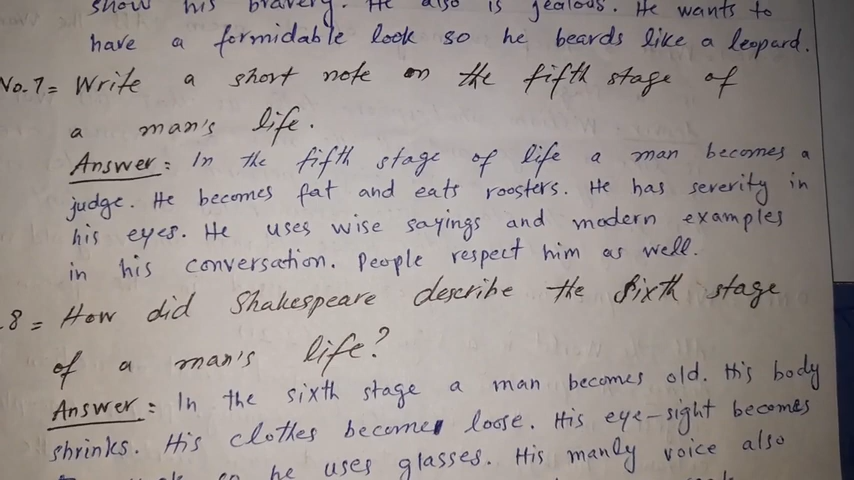 show his bravery. He also is jealous. He wants to
have a formidable look so he beards like a leopard.
No.7= Write a short note on the fifth stage of
a man's life.
Answer: In the fifth stage of life a man becomes a
judge. He becomes fat and eats roosters. He has severity in
his eyes. He uses wise sayings and modern examples
in his conversation. People respect him as well.
.8= How did Shakespeare describe the sixth stage
of a man's life?
Answer: In the sixth stage a man becomes old. His body
shrinks. His clothes become loose. His eye-sight becomes
so he uses glasses. His manly voice also